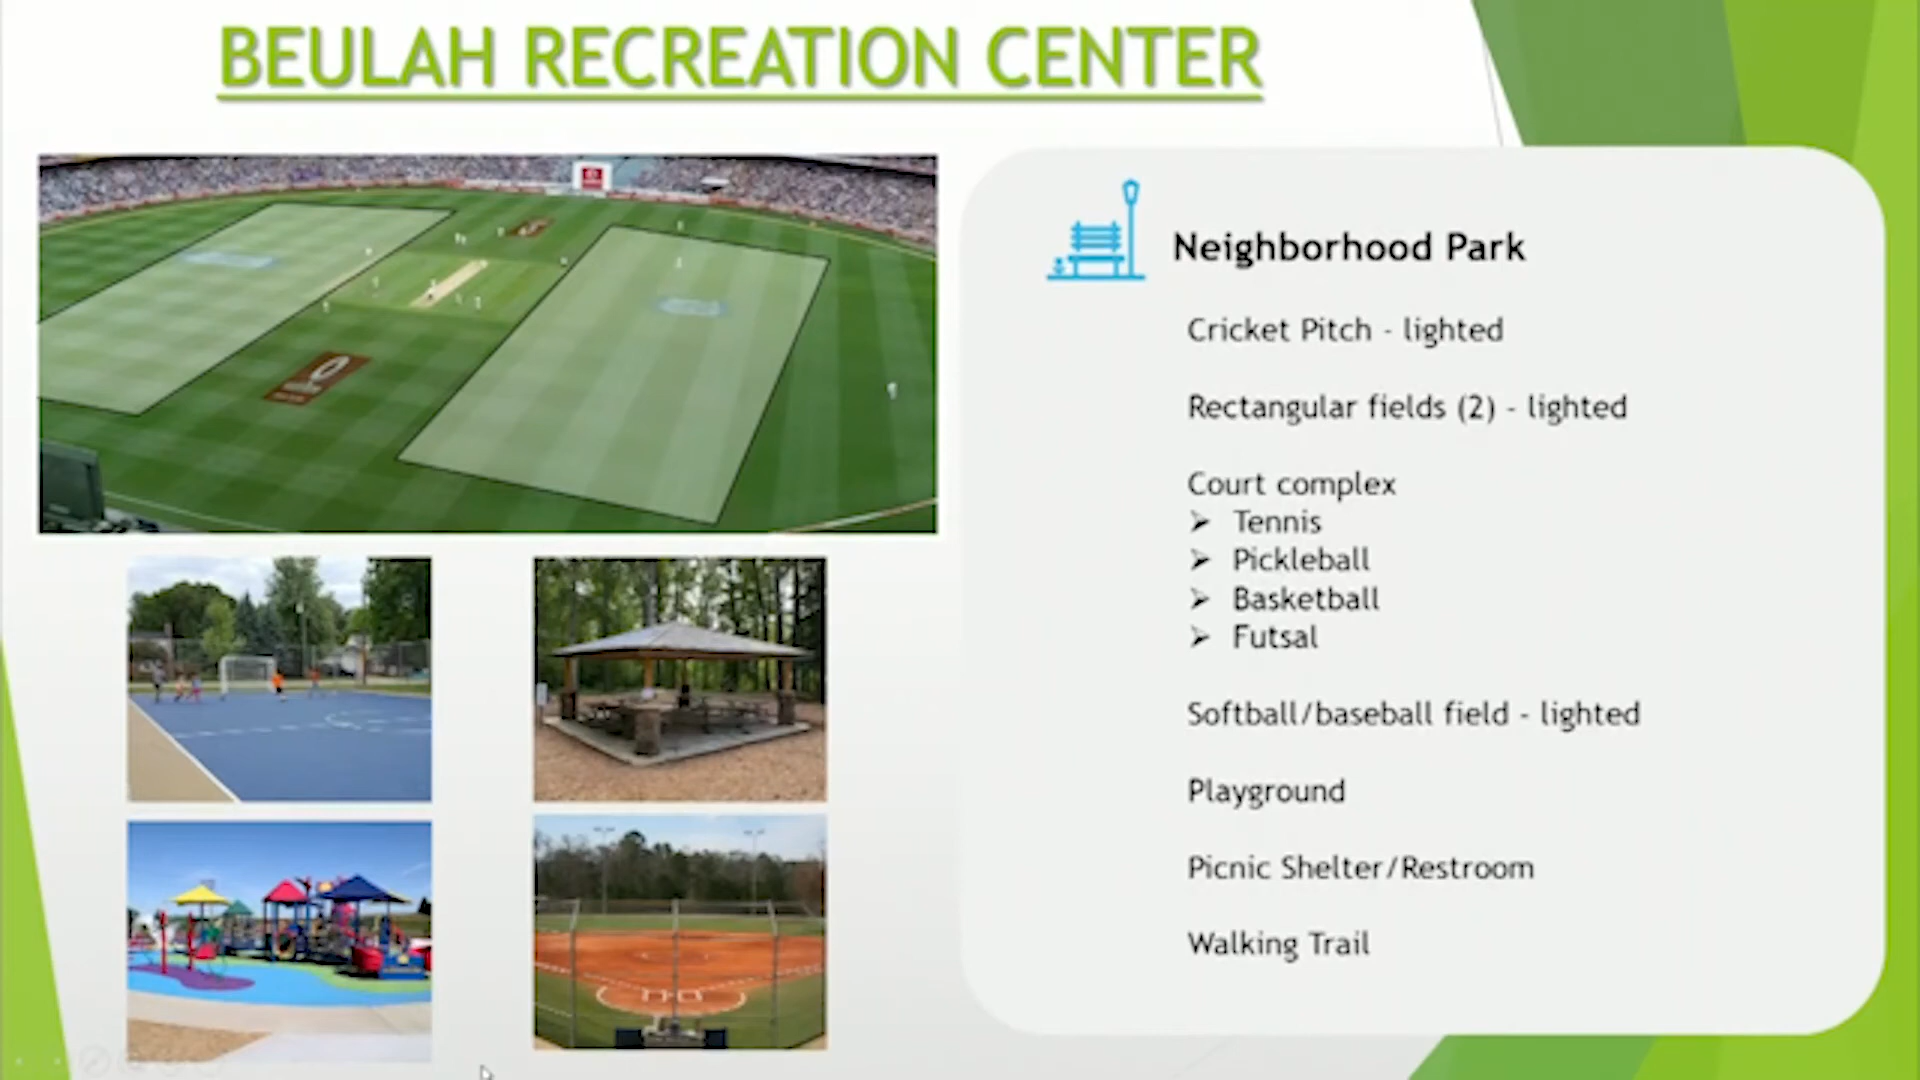 BEULAH RECREATION CENTER
Neighborhood Park
Cricket Pitch - lighted
Rectangular fields (2) - lighted
Court complex
➤ Tennis
➤ Pickleball
➤ Basketball
➤ Futsal
Softball/baseball field - lighted
Playground
Picnic Shelter/Restroom
Walking Trail